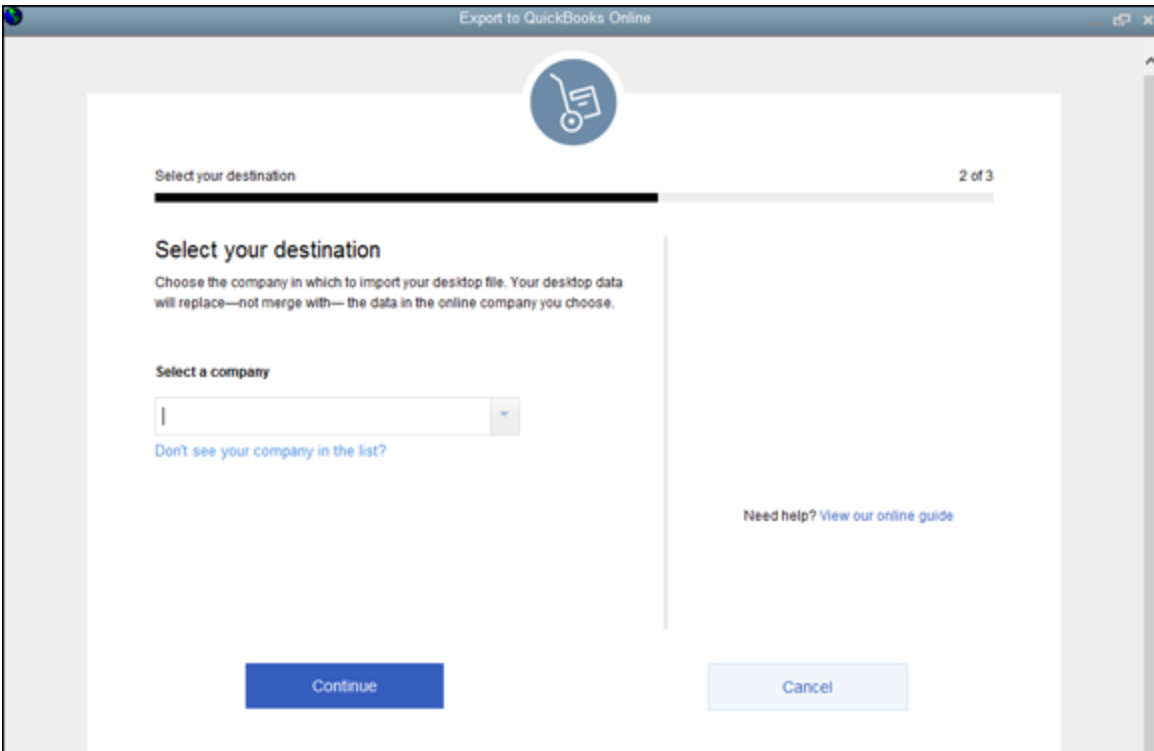 Export to QuickBooks Online
Select your destination
2 of 3
Select your destination
Choose the company in which to import your desktop file. Your desktop data
will replace—not merge with— the data in the online company you choose.
Select a company
Don't see your company in the list?
Need help? View our online guide
Continue
Cancel